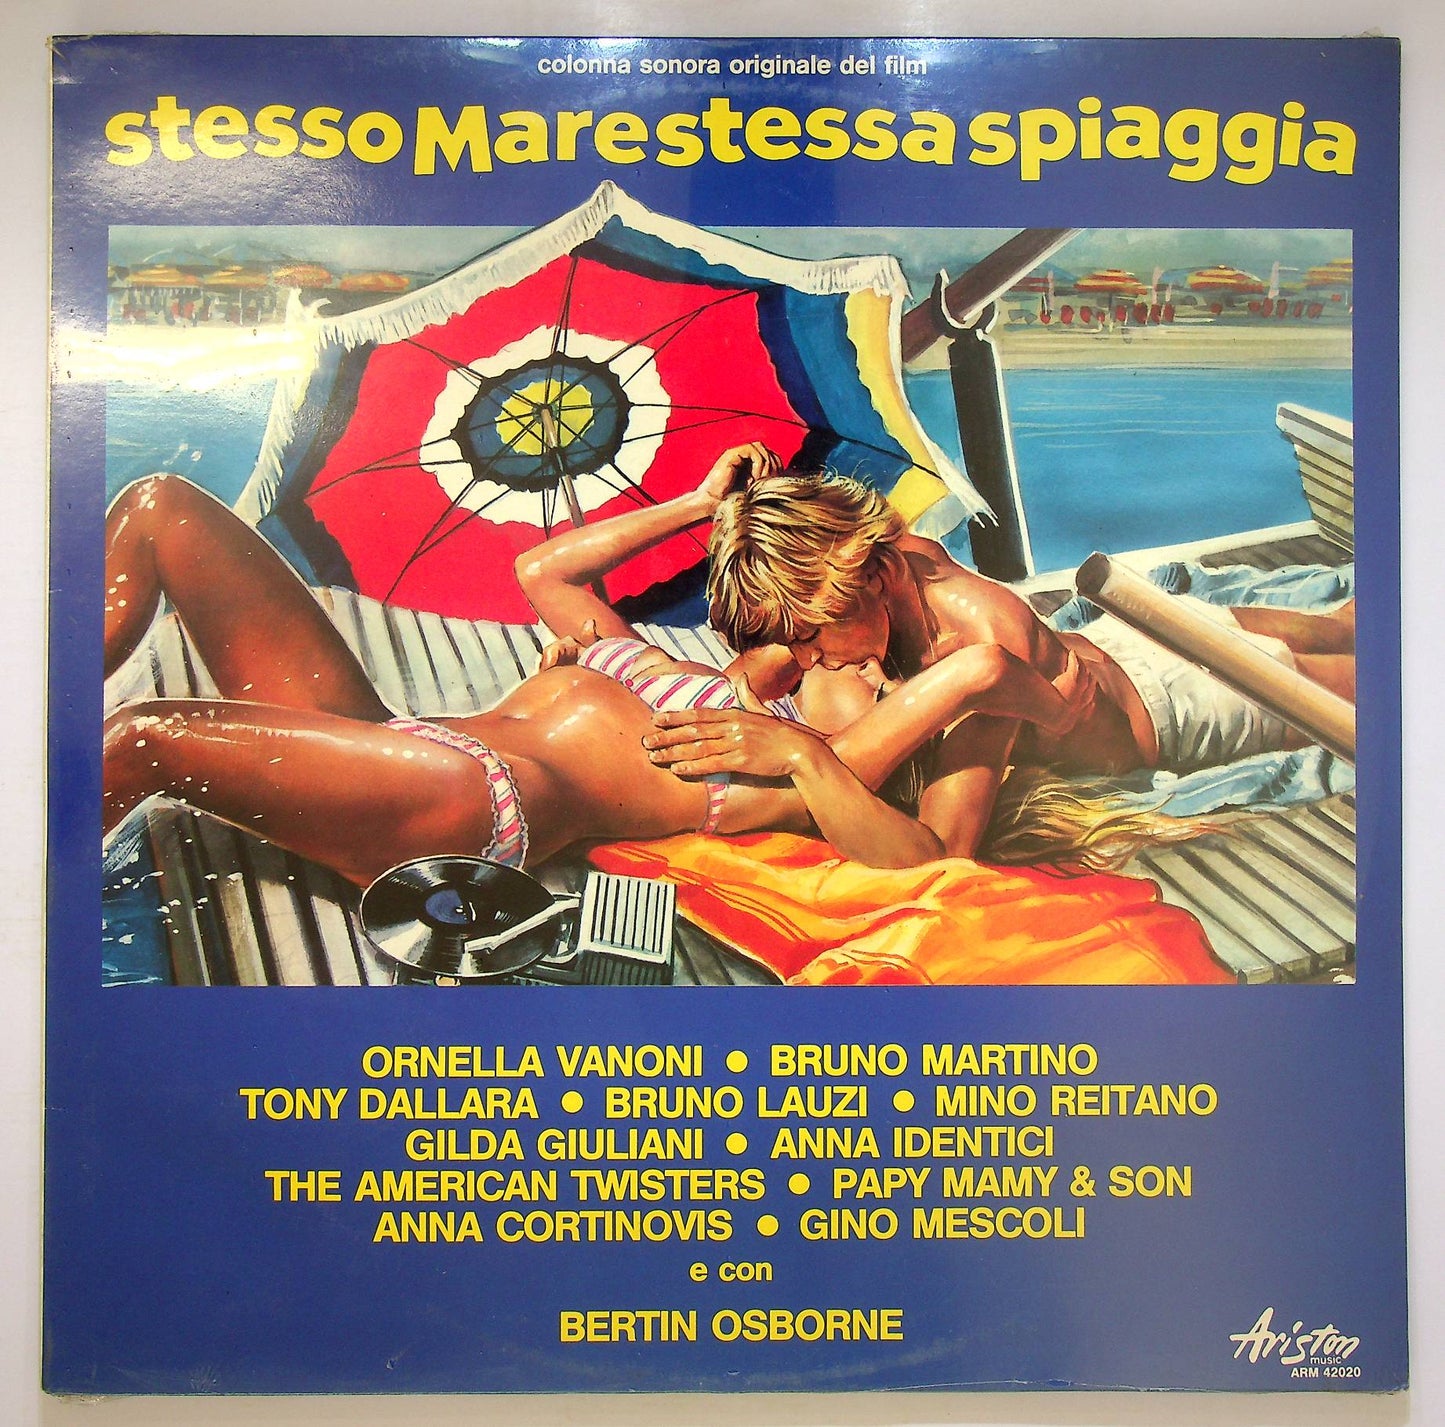 colonna sonora originale del film
stesso Mare stessa spiaggia
ORNELLA VANONI • BRUNO MARTINO
TONY DALLARA • BRUNO LAUZI • MINO REITANO
GILDA GIULIANI • ANNA IDENTICI
THE AMERICAN TWISTERS • PAPY MAMY & SON
ANNA CORTINOVIS • GINO MESCOLI
e con
BERTIN OSBORNE
Ariston
music
ARM 42020